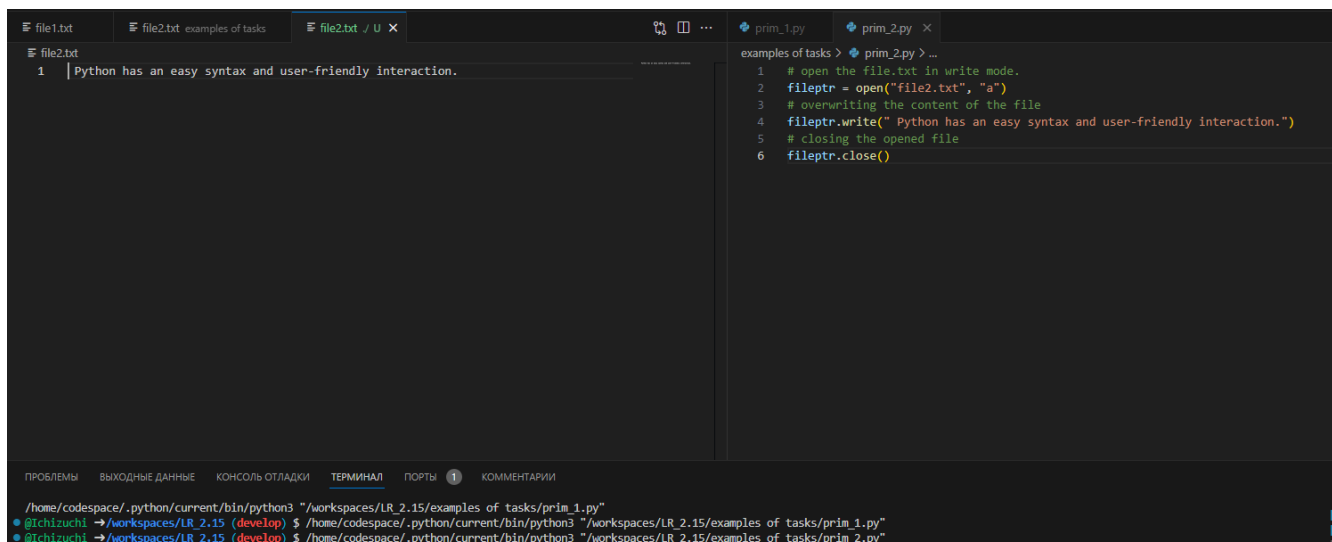 file1.txt file2.txt examples of tasks file2.txt ./ U
file2.txt
1 Python has an easy syntax and user-friendly interaction.
prim_1.py prim_2.py
examples of tasks > prim_2.py > ...
1 # open the file.txt in write mode.
2 fileptr = open("file2.txt", "a")
3 # overwriting the content of the file
4 fileptr.write(" Python has an easy syntax and user-friendly interaction.")
5 # closing the opened file
6 fileptr.close()
ПРОБЛЕМЫ ВЫХОДНЫЕ ДАННЫЕ КОНСОЛЬ ОТЛАДКИ ТЕРМИНАЛ ПОРТЫ 1 КОММЕНТАРИИ
/home/codespace/.python/current/bin/python3 "/workspaces/LR_2.15/examples of tasks/prim_1.py"
@Ichizuchi →/workspaces/LR_2.15 (develop) $ /home/codespace/.python/current/bin/python3 "/workspaces/LR_2.15/examples of tasks/prim_1.py"
@Ichizuchi →/workspaces/LR_2.15 (develop) $ /home/codespace/.python/current/bin/python3 "/workspaces/LR_2.15/examples of tasks/prim_2.py"